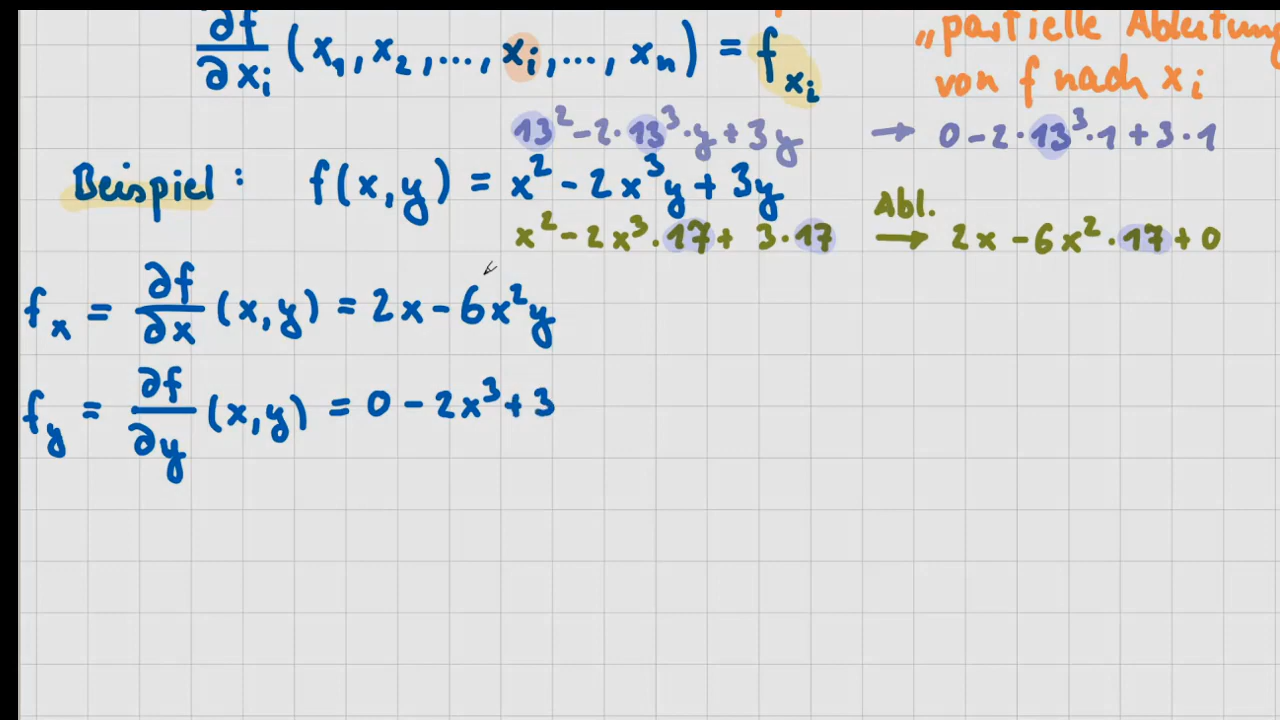 ∂f/∂xᵢ (x₁, x₂, ..., xᵢ, ..., xₙ) = f_xᵢ
„partielle Ableitung
von f nach xᵢ
13² - 2·13³·y + 3y → 0 - 2·13³·1 + 3·1
Beispiel: f(x,y) = x² - 2x³y + 3y
Abl.
x² - 2x³·17 + 3·17 → 2x - 6x²·17 + 0
f_x = ∂f/∂x (x,y) = 2x - 6x²y
f_y = ∂f/∂y (x,y) = 0 - 2x³ + 3